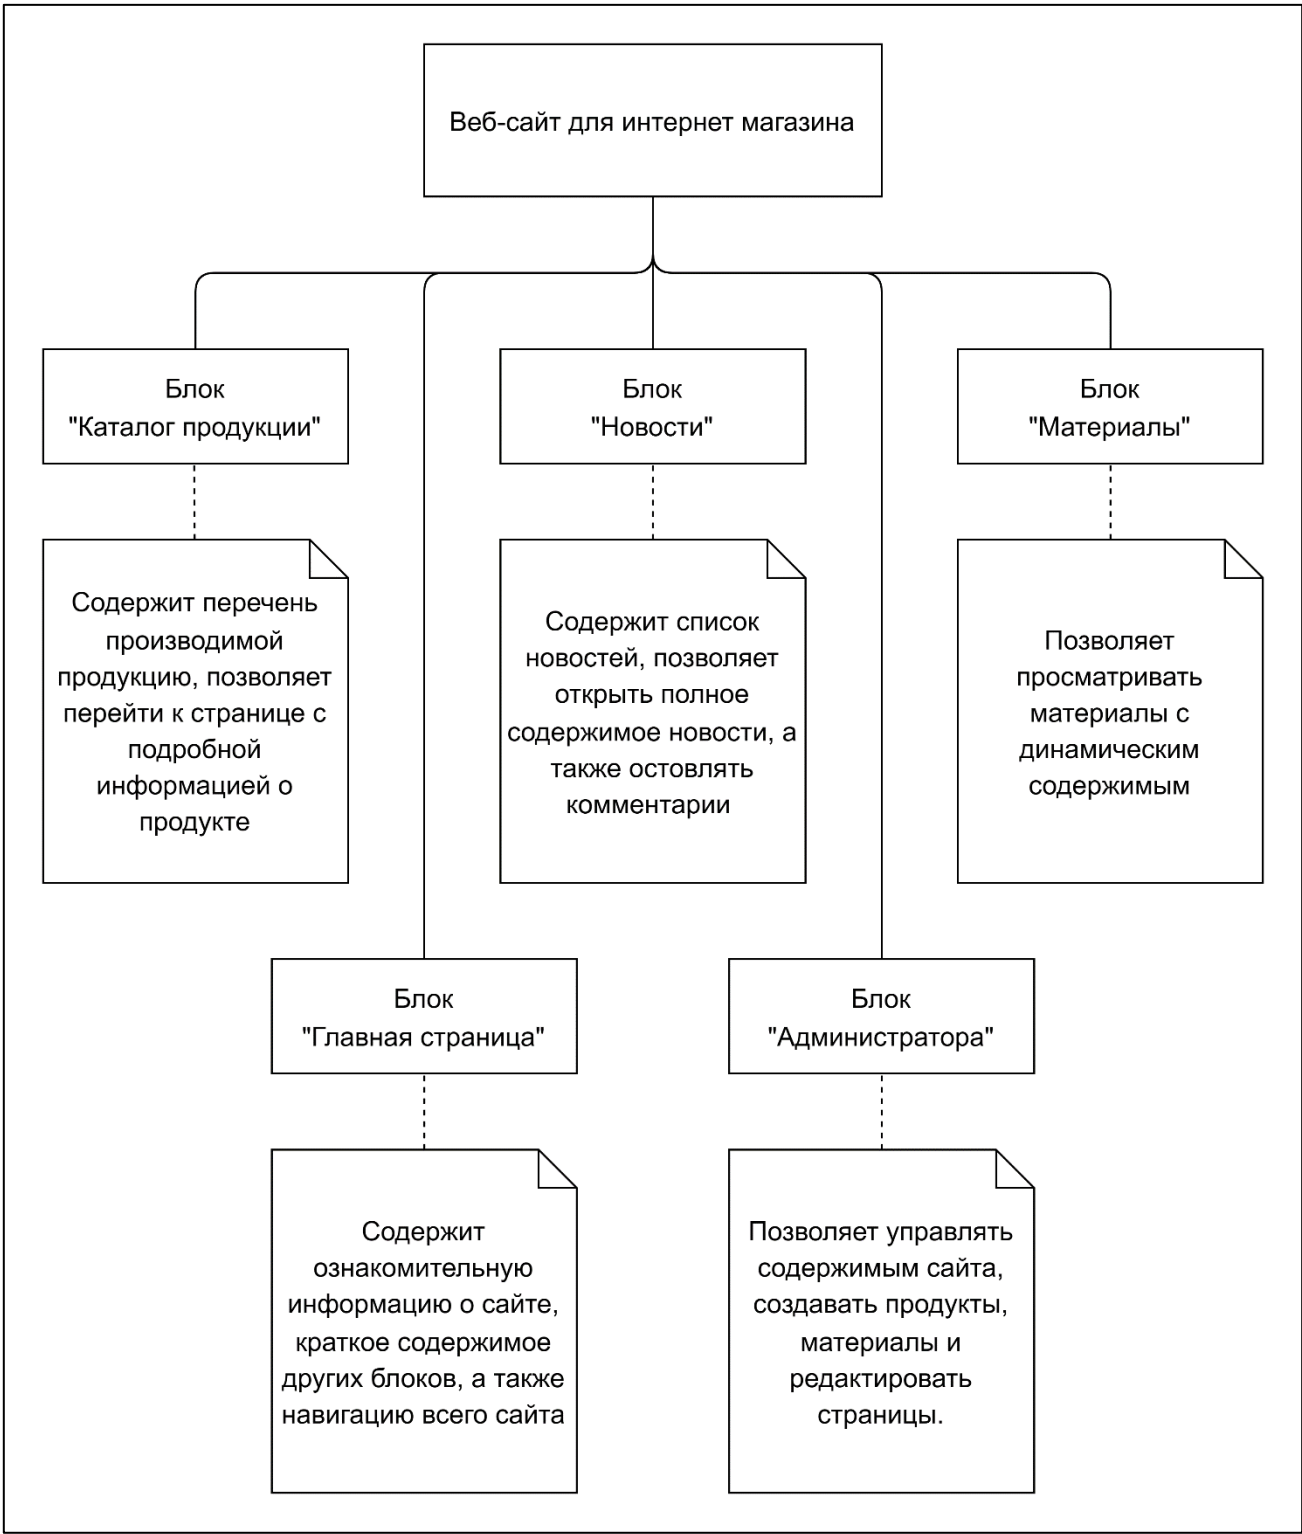 Веб-сайт для интернет магазина
Блок
"Каталог продукции"
Блок
"Новости"
Блок
"Материалы"
Содержит перечень
производимой
продукцию, позволяет
перейти к странице с
подробной
информацией о
продукте
Содержит список
новостей, позволяет
открыть полное
содержимое новости, а
также остовлять
комментарии
Позволяет
просматривать
материалы с
динамическим
содержимым
Блок
"Главная страница"
Блок
"Администратора"
Содержит
ознакомительную
информацию о сайте,
краткое содержимое
других блоков, а также
навигацию всего сайта
Позволяет управлять
содержимым сайта,
создавать продукты,
материалы и
редактировать
страницы.